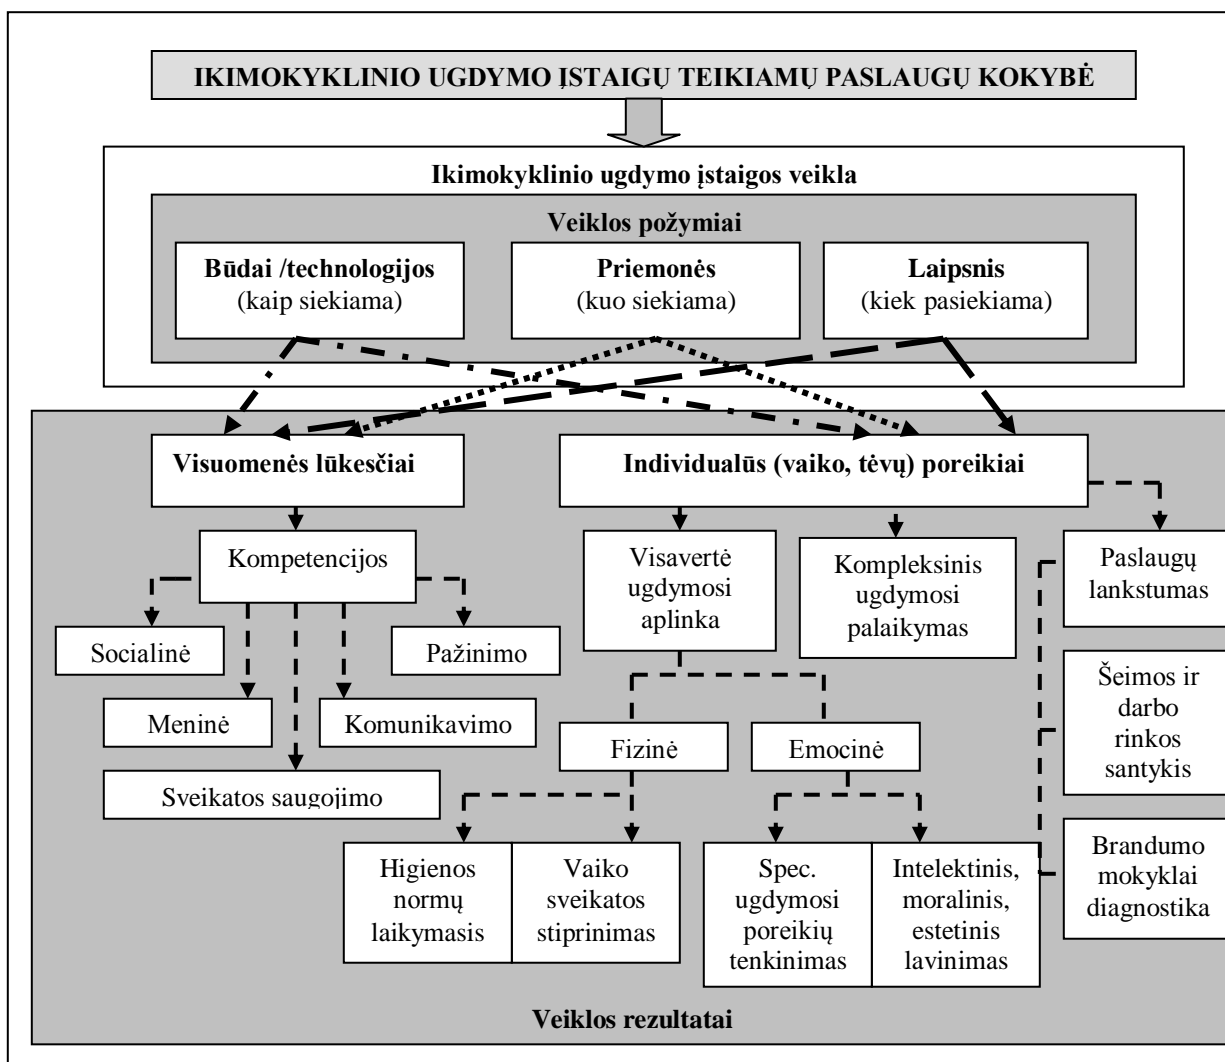 IKIMOKYKLINIO UGDYMO ĮSTAIGŲ TEIKIAMŲ PASLAUGŲ KOKYBĖ
Ikimokyklinio ugdymo įstaigos veikla
Veiklos požymiai
Būdai /technologijos
(kaip siekiama)
Priemonės
(kuo siekiama)
Laipsnis
(kiek pasiekiama)
Visuomenės lūkesčiai
Individualūs (vaiko, tėvų) poreikiai
Kompetencijos
Socialinė
Pažinimo
Meninė
Komunikavimo
Sveikatos saugojimo
Visavertė
ugdymosi
aplinka
Kompleksinis
ugdymosi
palaikymas
Paslaugų
lankstumas
Šeimos ir
darbo
rinkos
santykis
Brandumo
mokyklai
diagnostika
Fizinė
Emocinė
Higienos
normų
laikymasis
Vaiko
sveikatos
stiprinimas
Spec.
ugdymosi
poreikių
tenkinimas
Intelektinis,
moralinis,
estetinis
lavinimas
Veiklos rezultatai